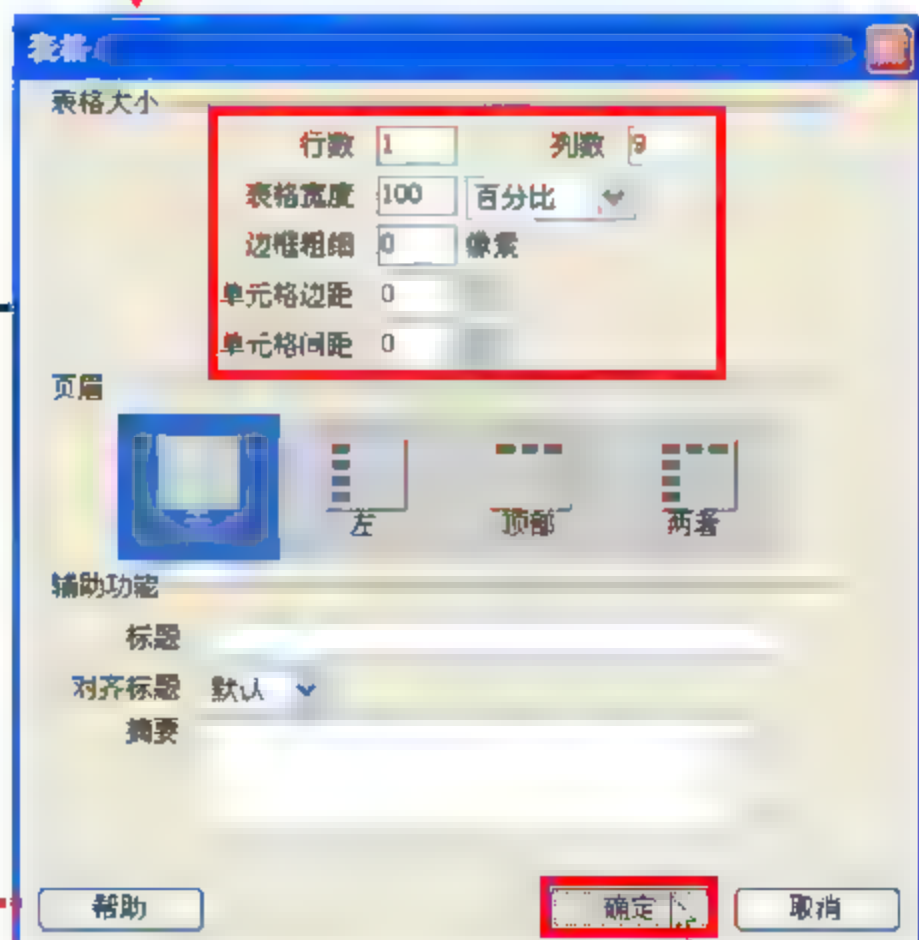 表格
表格大小
行数 1 列数 9
表格宽度 100 百分比
边框粗细 0 像素
单元格边距 0
单元格间距 0
页眉
左 顶部 两者
辅助功能
标题
对齐标题 默认
摘要
帮助 确定 取消